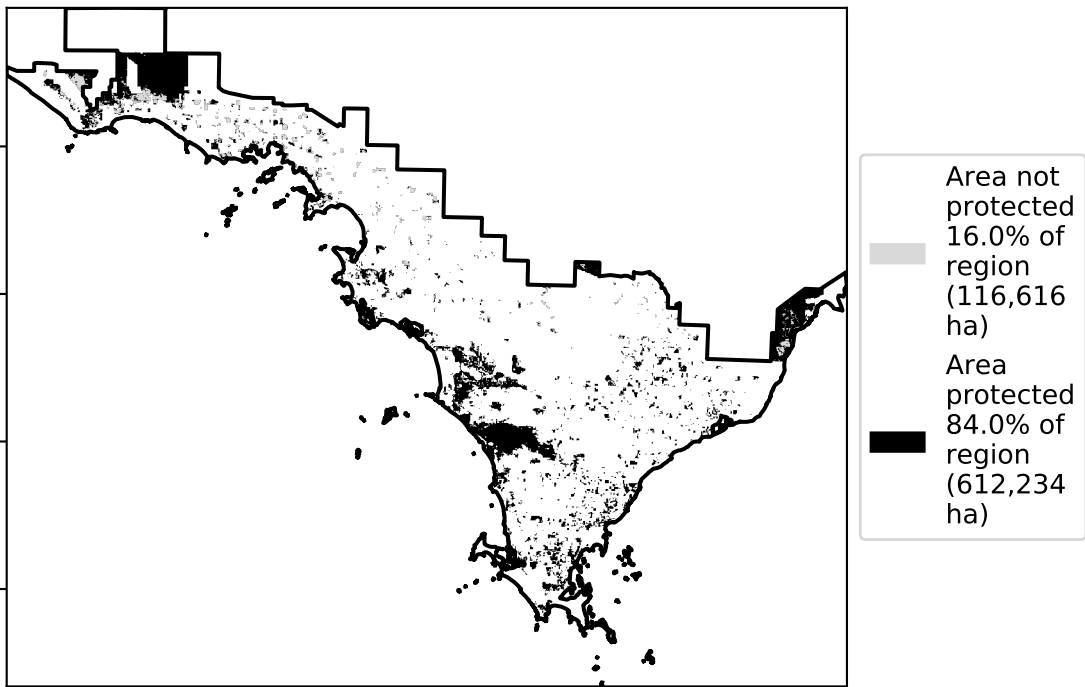 Area not
protected
16.0% of
region
(116,616
ha)
Area
protected
84.0% of
region
(612,234
ha)